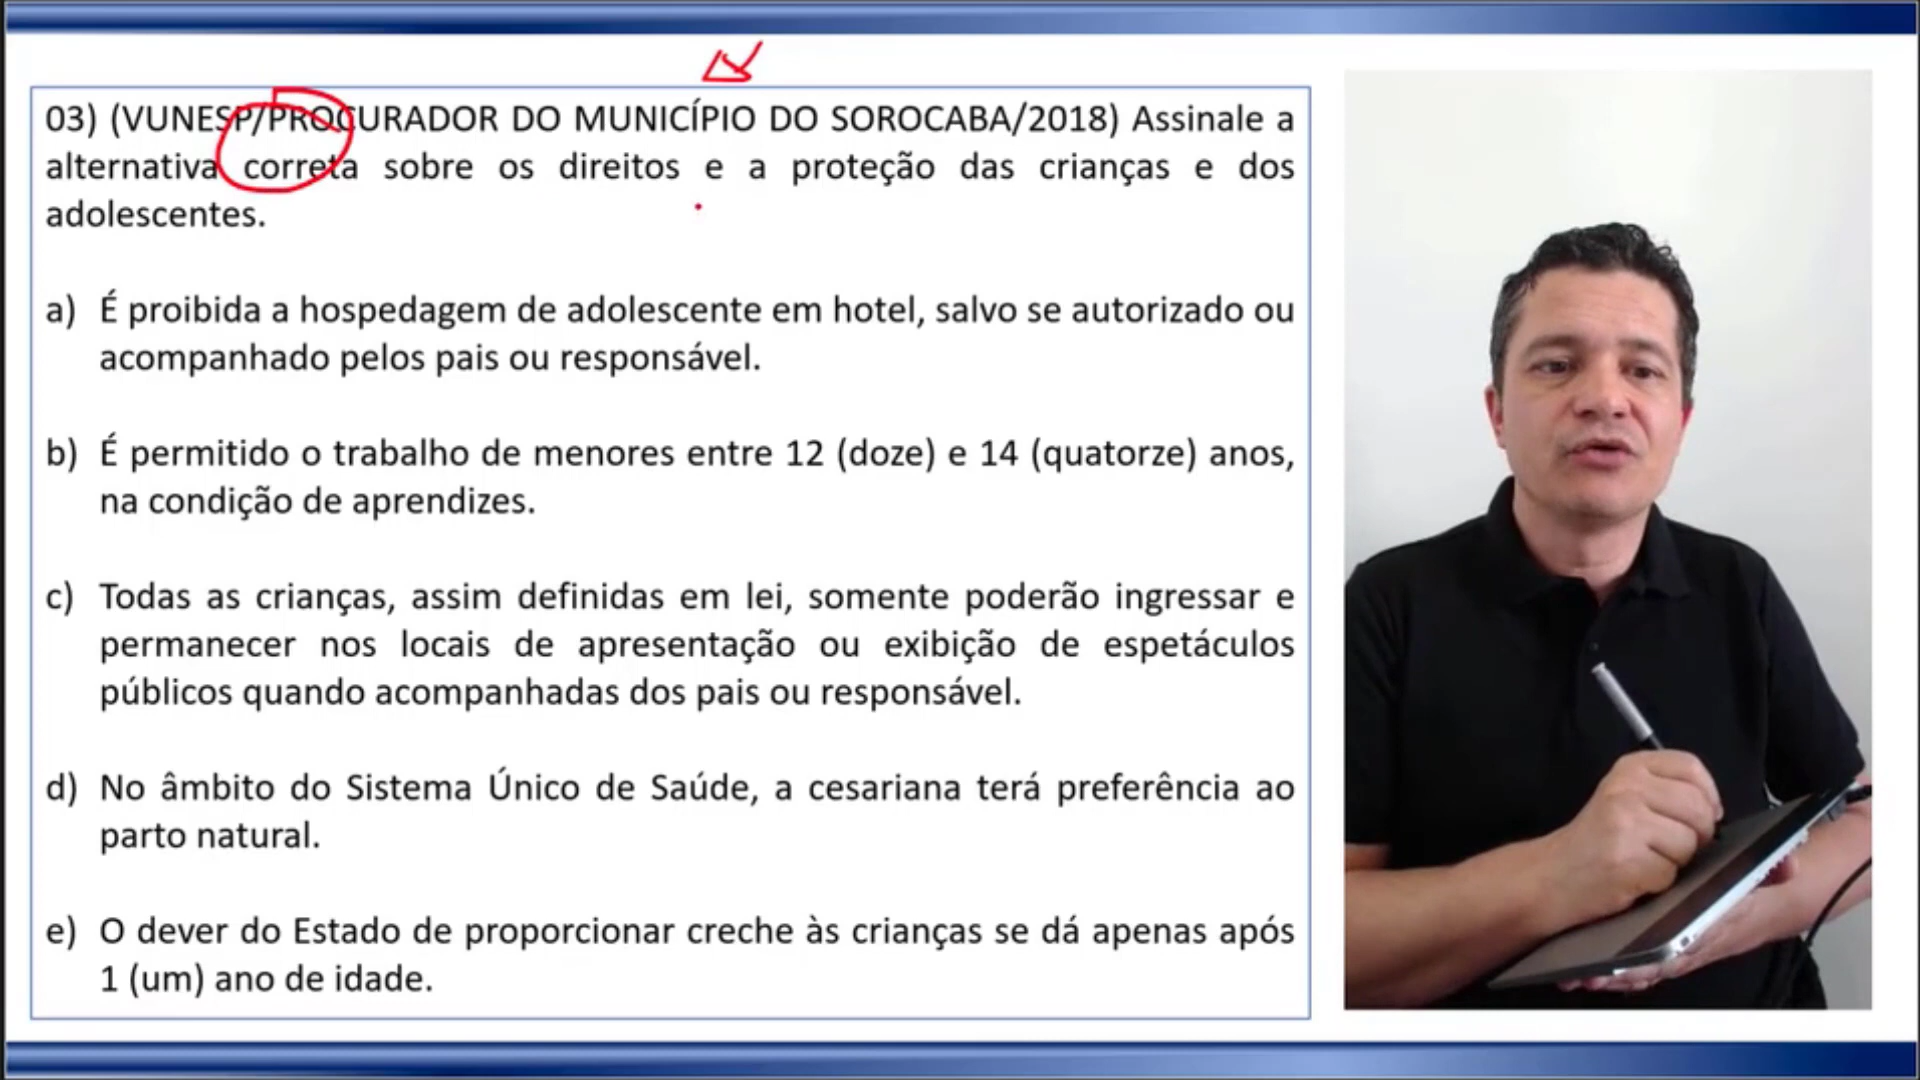 03) (VUNESP/PROCURADOR DO MUNICÍPIO DO SOROCABA/2018) Assinale a
alternativa correta sobre os direitos e a proteção das crianças e dos
adolescentes.
a) É proibida a hospedagem de adolescente em hotel, salvo se autorizado ou
acompanhado pelos pais ou responsável.
b) É permitido o trabalho de menores entre 12 (doze) e 14 (quatorze) anos,
na condição de aprendizes.
c) Todas as crianças, assim definidas em lei, somente poderão ingressar e
permanecer nos locais de apresentação ou exibição de espetáculos
públicos quando acompanhadas dos pais ou responsável.
d) No âmbito do Sistema Único de Saúde, a cesariana terá preferência ao
parto natural.
e) O dever do Estado de proporcionar creche às crianças se dá apenas após
1 (um) ano de idade.